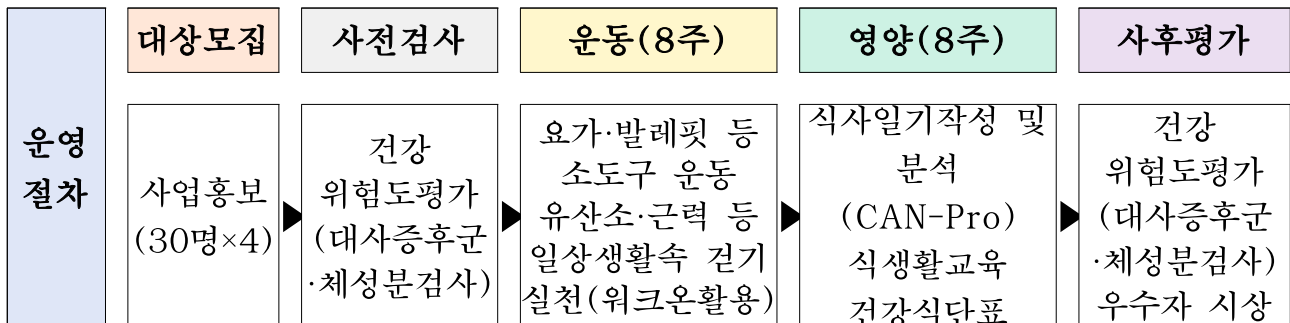 운영
절차
대상모집
사전검사
운동(8주)
영양(8주)
사후평가
사업홍보
(30명×4)
건강
위험도평가
(대사증후군
·체성분검사)
요가·발레핏 등
소도구 운동
유산소·근력 등
일상생활속 걷기
실천(워크온활용)
식사일기작성 및
분석
(CAN-Pro)
식생활교육
건강식단표
건강
위험도평가
(대사증후군
·체성분검사)
우수자 시상